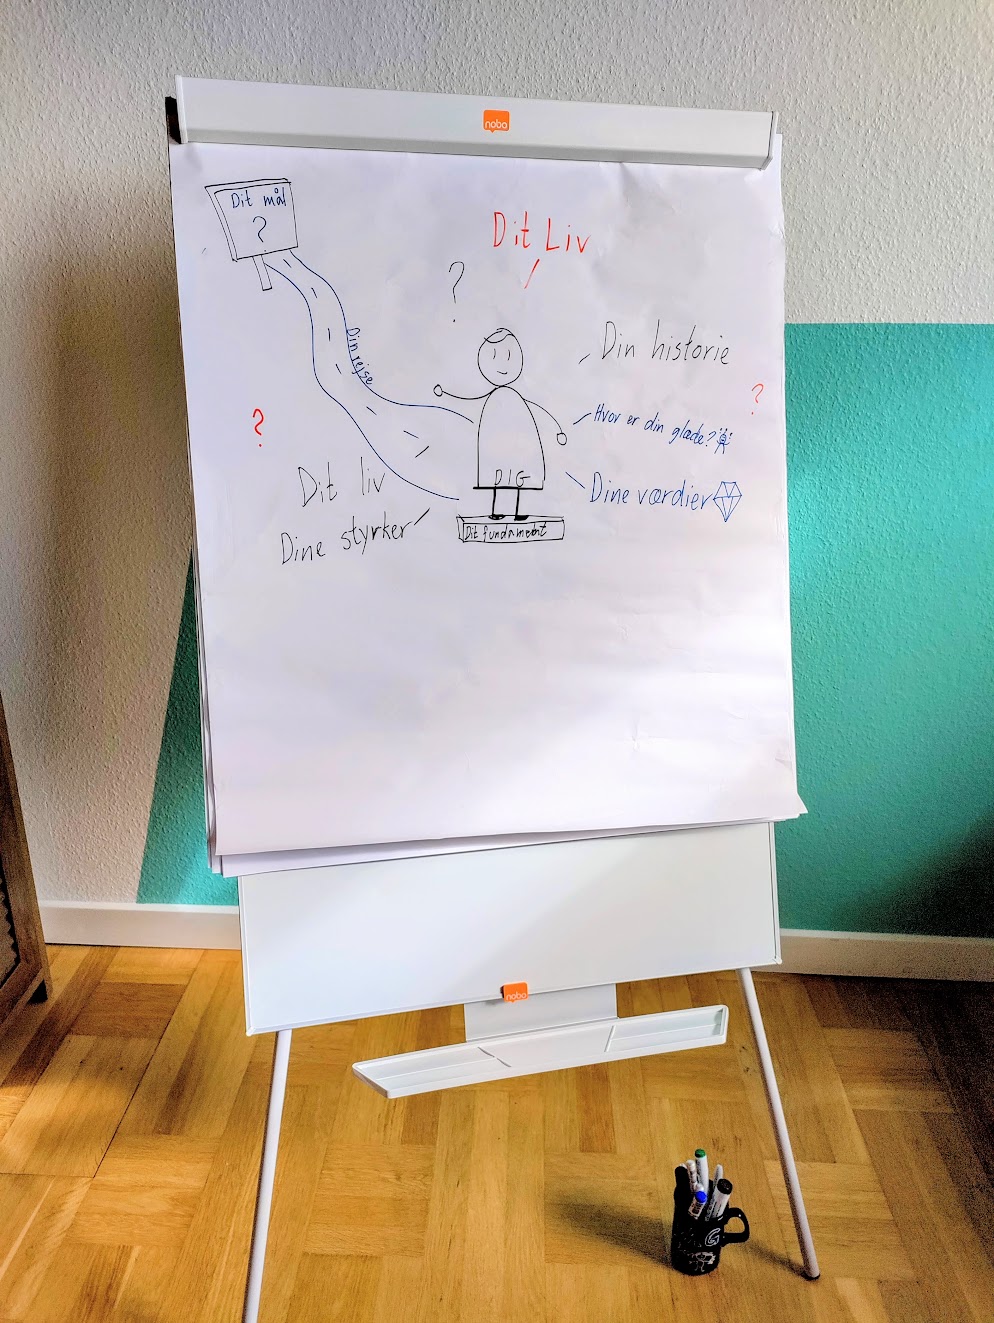 nobo
Dit mål
?
Dit Liv
?
Din rejse
Din historie
?
Hvor er din glæde?
?
Dit liv
DIG
Dine værdier
Dine styrker
Dit fundament
nobo
G